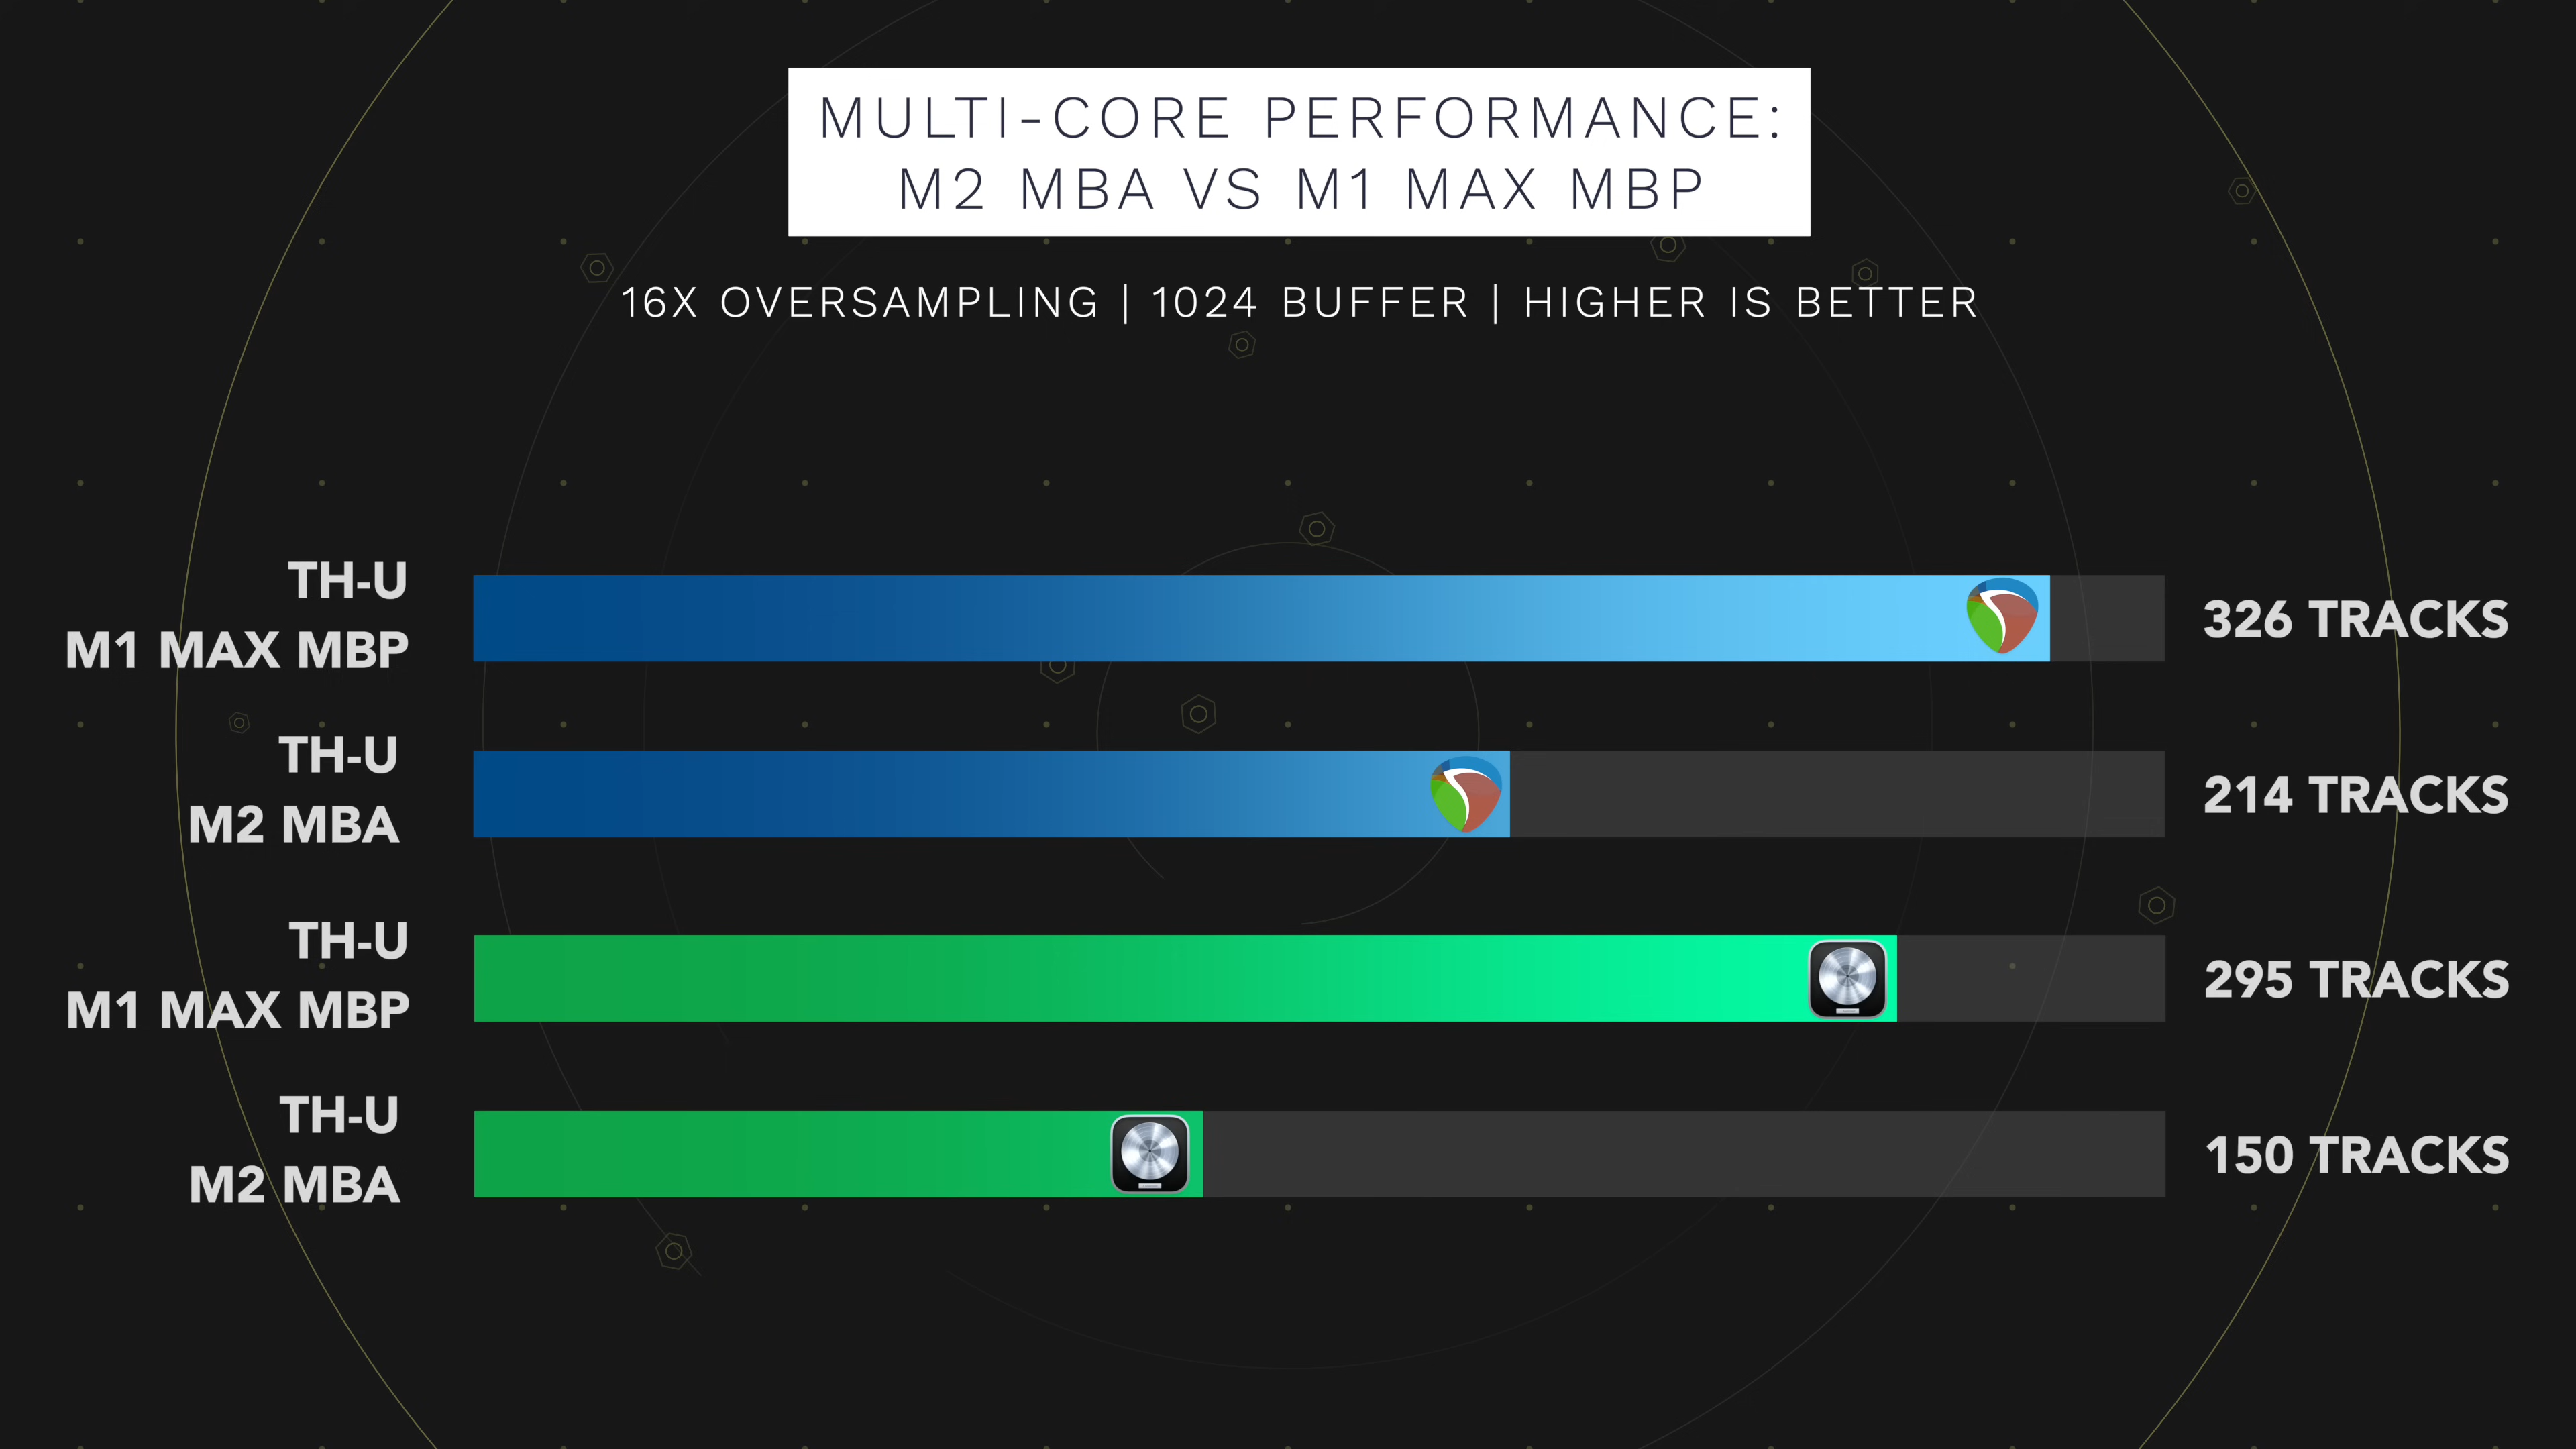 MULTI-CORE PERFORMANCE:
M2 MBA VS M1 MAX MBP
16X OVERSAMPLING | 1024 BUFFER | HIGHER IS BETTER
TH-U
M1 MAX MBP
326 TRACKS
TH-U
M2 MBA
214 TRACKS
TH-U
M1 MAX MBP
295 TRACKS
TH-U
M2 MBA
150 TRACKS